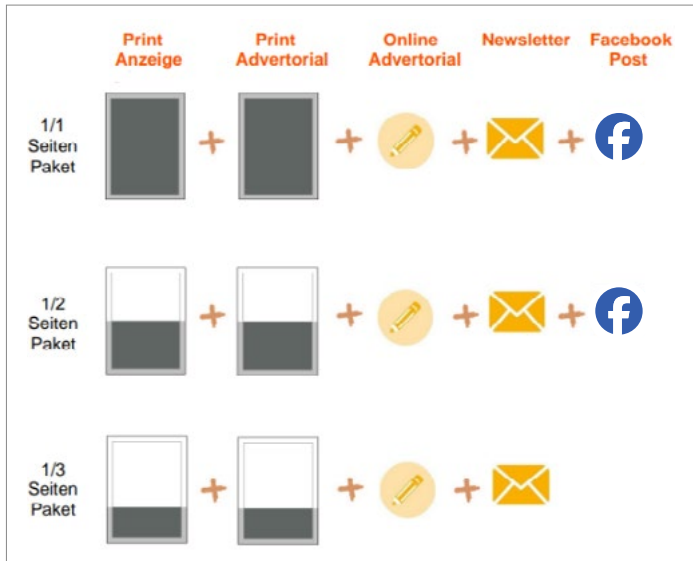 Print Anzeige
Print Advertorial
Online Advertorial
Newsletter
Facebook Post
1/1
Seiten
Paket
1/2
Seiten
Paket
1/3
Seiten
Paket